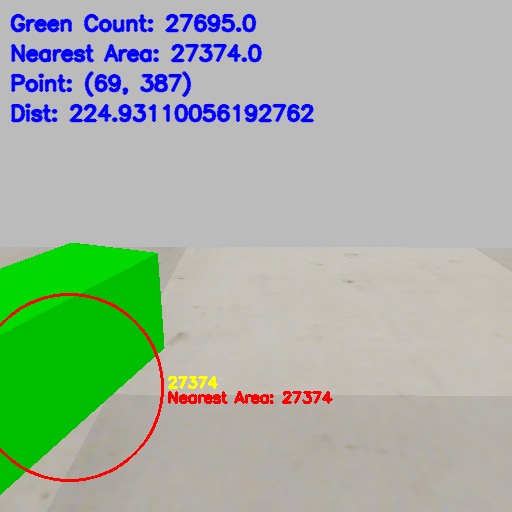 Green Count: 27695.0
Nearest Area: 27374.0
Point: (69, 387)
Dist: 224.93110056192762
27374
Nearest Area: 27374